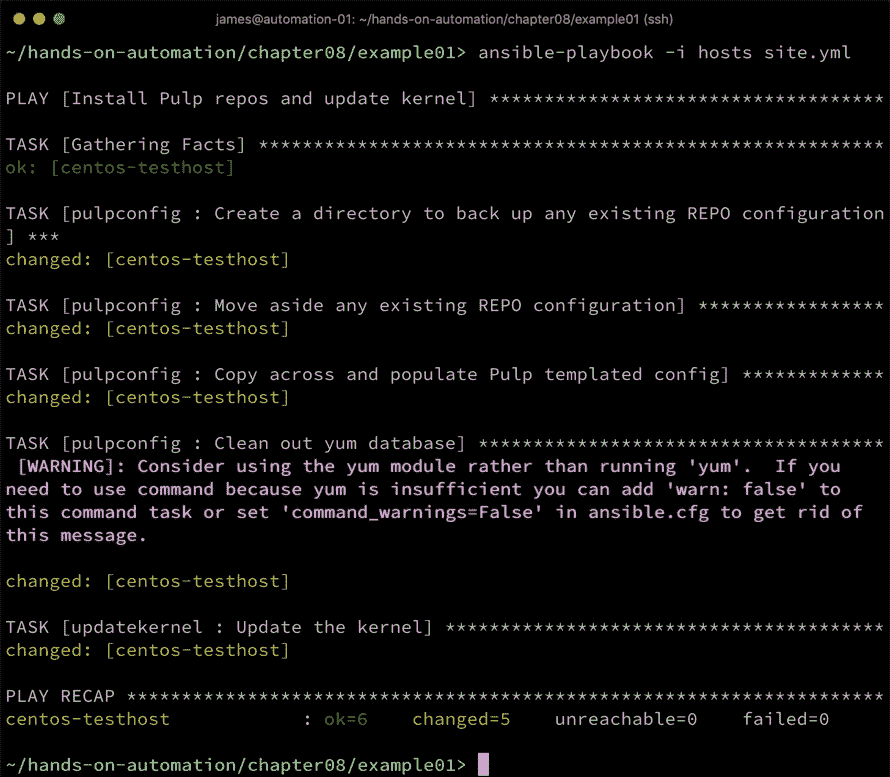 james@automation-01: ~/hands-on-automation/chapter08/example01 (ssh)
~/hands-on-automation/chapter08/example01> ansible-playbook -i hosts site.yml
PLAY [Install Pulp repos and update kernel] ************************************
TASK [Gathering Facts] *********************************************************
ok: [centos-testhost]
TASK [pulpconfig : Create a directory to back up any existing REPO configuration
] ***
changed: [centos-testhost]
TASK [pulpconfig : Move aside any existing REPO configuration] *****************
changed: [centos-testhost]
TASK [pulpconfig : Copy across and populate Pulp templated config] *************
changed: [centos-testhost]
TASK [pulpconfig : Clean out yum database] *************************************
[WARNING]: Consider using the yum module rather than running 'yum'.  If you
need to use command because yum is insufficient you can add 'warn: false' to
this command task or set 'command_warnings=False' in ansible.cfg to get rid of
this message.
changed: [centos-testhost]
TASK [updatekernel : Update the kernel] ****************************************
changed: [centos-testhost]
PLAY RECAP *********************************************************************
centos-testhost            : ok=6    changed=5    unreachable=0    failed=0
~/hands-on-automation/chapter08/example01>